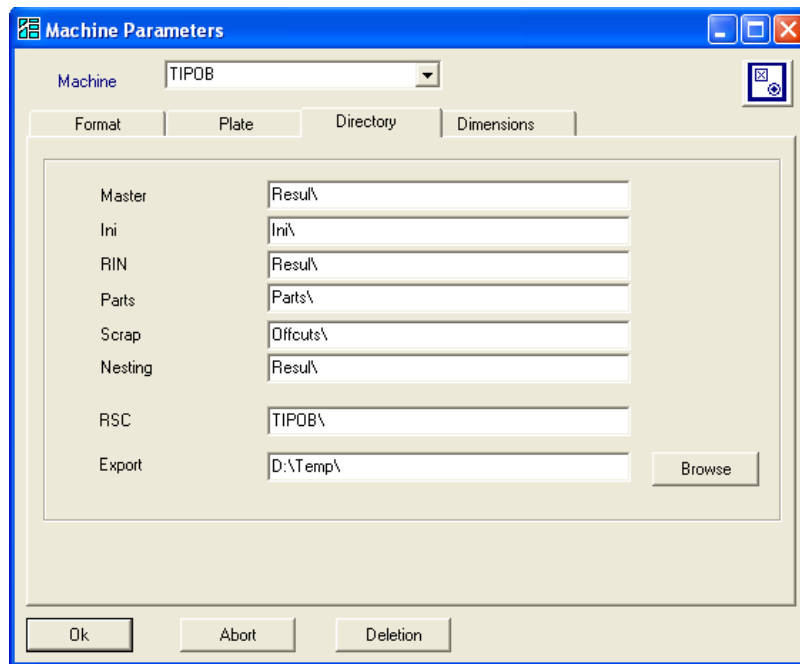 Machine Parameters
Machine TIPOB
Format Plate Directory Dimensions
Master Resul\
Ini Ini\
RIN Resul\
Parts Parts\
Scrap Offcuts\
Nesting Resul\
RSC TIPOB\
Export D:\Temp\ Browse
Ok Abort Deletion